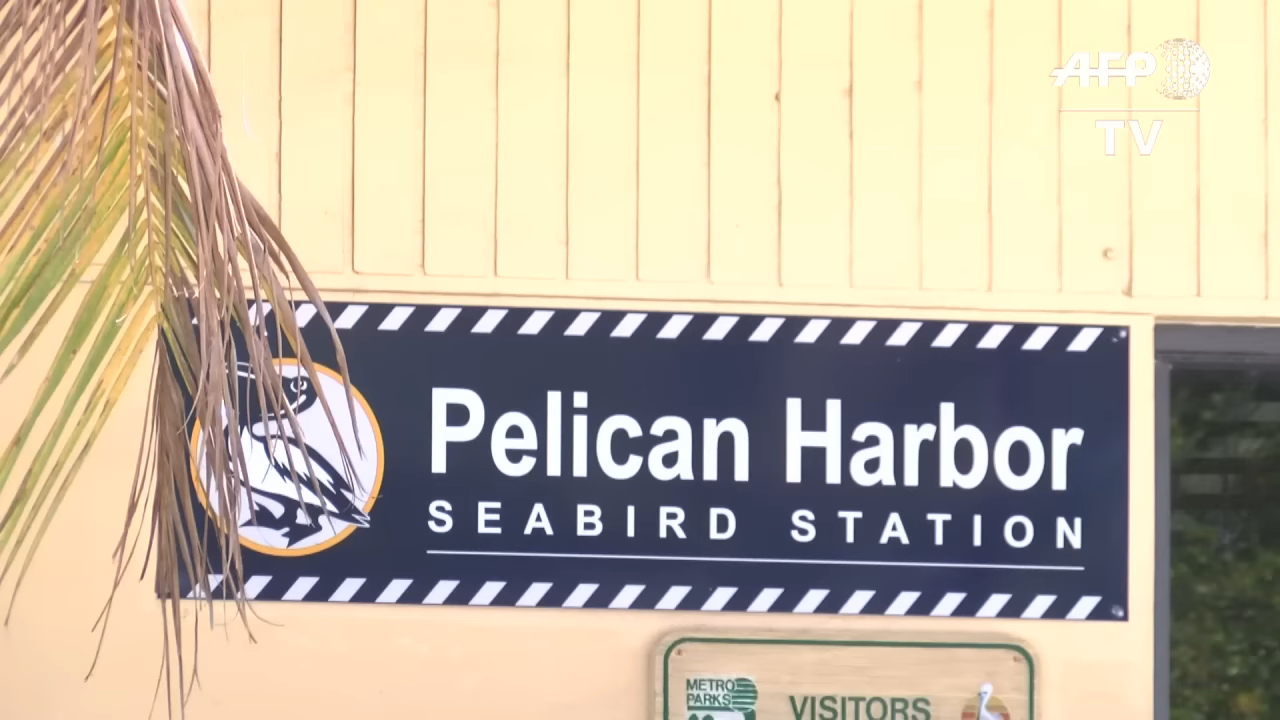 AFP
TV
Pelican Harbor
SEABIRD STATION
METRO
PARKS
VISITORS